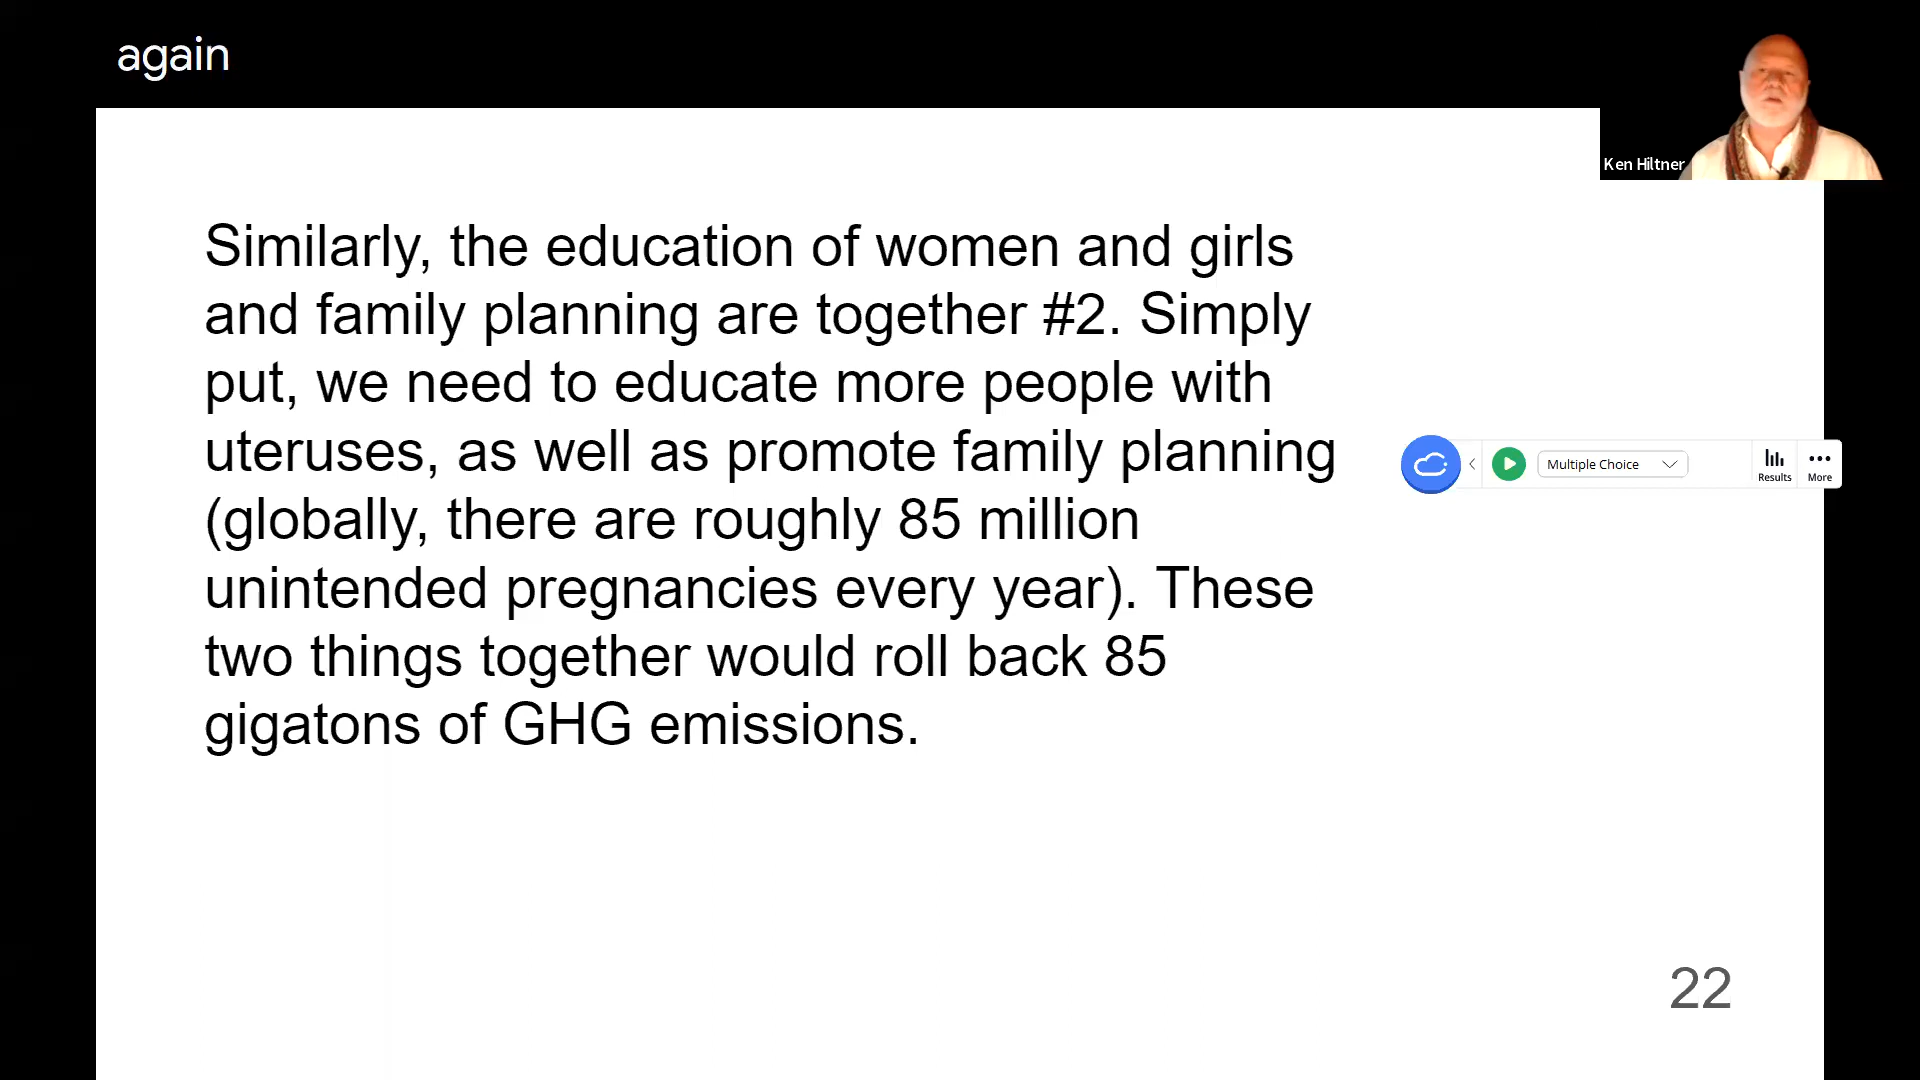 again
Ken Hiltner
Similarly, the education of women and girls
and family planning are together #2. Simply
put, we need to educate more people with
uteruses, as well as promote family planning
(globally, there are roughly 85 million
unintended pregnancies every year). These
two things together would roll back 85
gigatons of GHG emissions.
Multiple Choice
Results
More
22